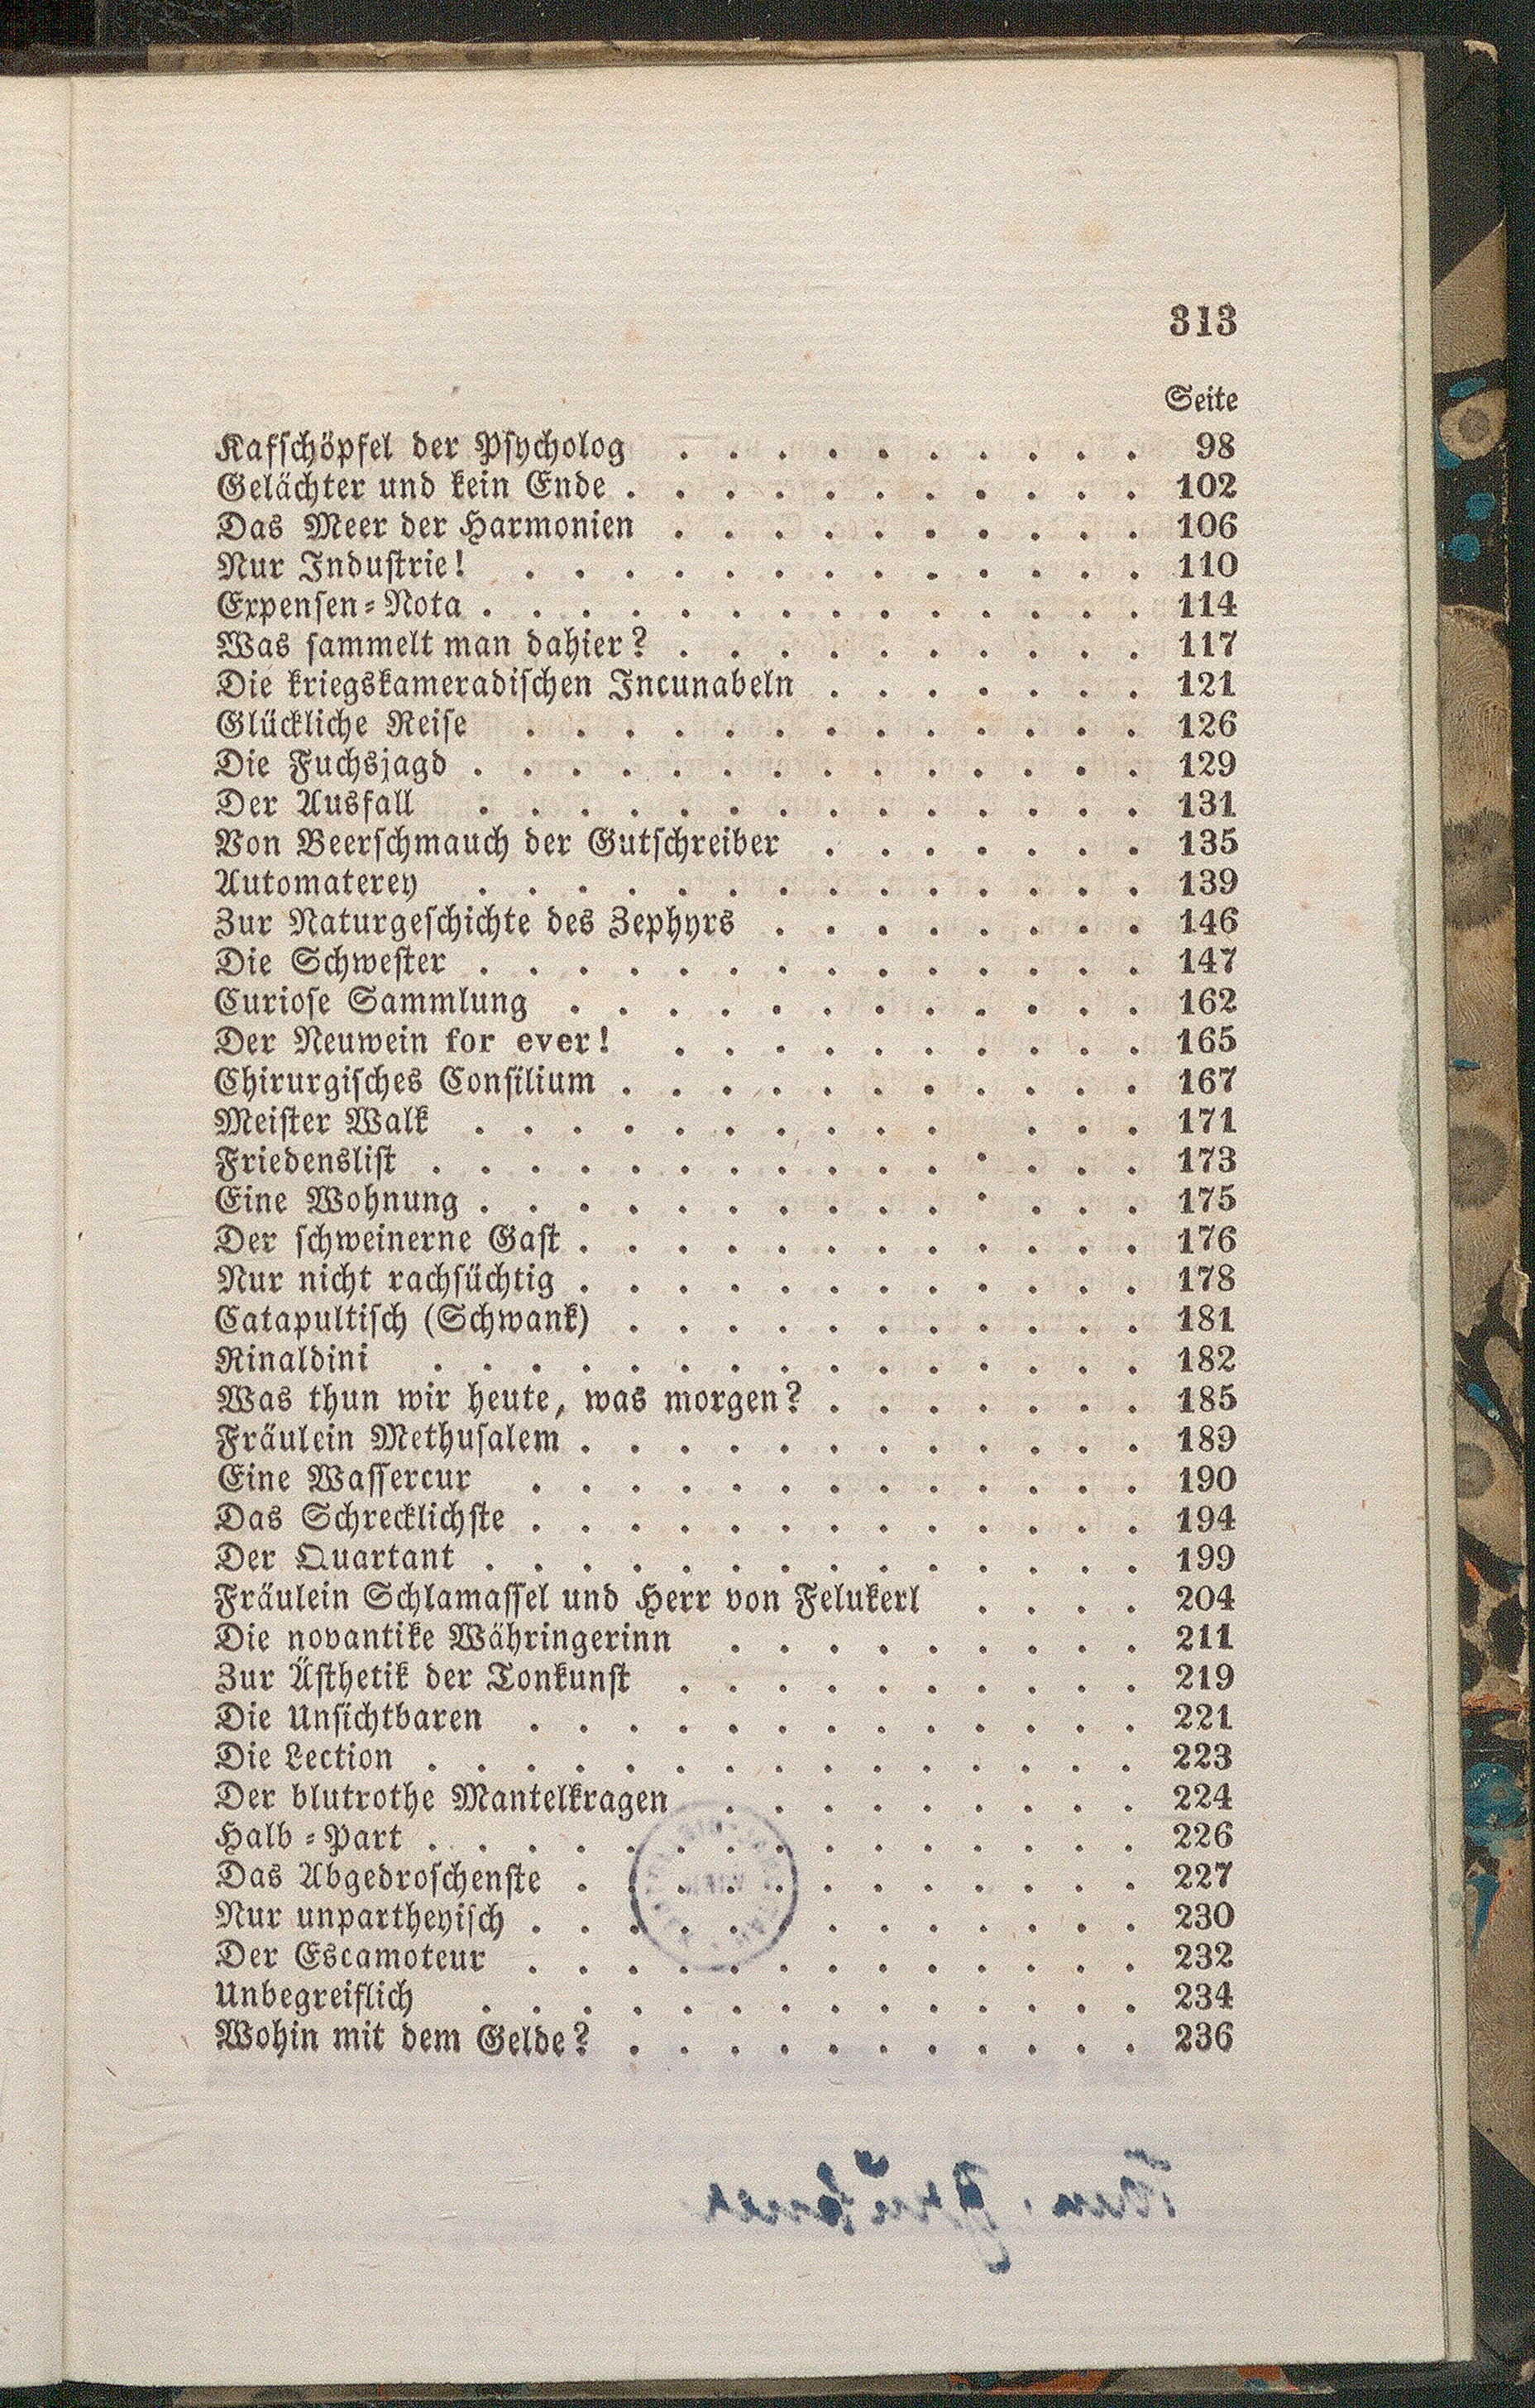 313
Seite
Kafschöpfel der Psycholog . . . . . . . . . . 98
Gelächter und kein Ende . . . . . . . . . . . 102
Das Meer der Harmonien . . . . . . . . . . 106
Nur Industrie! . . . . . . . . . . . . . 110
Expensen-Nota . . . . . . . . . . . . . . 114
Was sammelt man dahier? . . . . . . . . . . 117
Die kriegskameradischen Incunabeln . . . . . . . 121
Glückliche Reise . . . . . . . . . . . . . 126
Die Fuchsjagd . . . . . . . . . . . . . . 129
Der Ausfall . . . . . . . . . . . . . . 131
Von Beerschmauch der Gutschreiber . . . . . . . 135
Automaterey . . . . . . . . . . . . . . 139
Zur Naturgeschichte des Zephyrs . . . . . . . . 146
Die Schwester . . . . . . . . . . . . . . 147
Curiose Sammlung . . . . . . . . . . . . 162
Der Neuwein for ever! . . . . . . . . . . 165
Chirurgisches Consilium . . . . . . . . . . . 167
Meister Walk . . . . . . . . . . . . . 171
Friedenslist . . . . . . . . . . . . . . . 173
Eine Wohnung . . . . . . . . . . . . . . 175
Der schweinerne Gast . . . . . . . . . . . . 176
Nur nicht rachsüchtig . . . . . . . . . . . . 178
Catapultisch (Schwank) . . . . . . . . . . . 181
Rinaldini . . . . . . . . . . . . . . . 182
Was thun wir heute, was morgen? . . . . . . . 185
Fräulein Methusalem . . . . . . . . . . . . 189
Eine Wassercur . . . . . . . . . . . . . 190
Das Schrecklichste . . . . . . . . . . . . . 194
Der Quartant . . . . . . . . . . . . . . 199
Fräulein Schlamassel und Herr von Felukerl . . . . 204
Die novantike Währingerinn . . . . . . . . . 211
Zur Ästhetik der Tonkunst . . . . . . . . . . 219
Die Unsichtbaren . . . . . . . . . . . . . 221
Die Lection . . . . . . . . . . . . . . . 223
Der blutrothe Mantelkragen . . . . . . . . . 224
Halb-Part . . . . . . . . . . . . . . . 226
Das Abgedroschenste . . . . . . . . . . . . 227
Nur unpartheyisch . . . . . . . . . . . . . 230
Der Escamoteur . . . . . . . . . . . . . 232
Unbegreiflich . . . . . . . . . . . . . . 234
Wohin mit dem Gelde? . . . . . . . . . . . 236